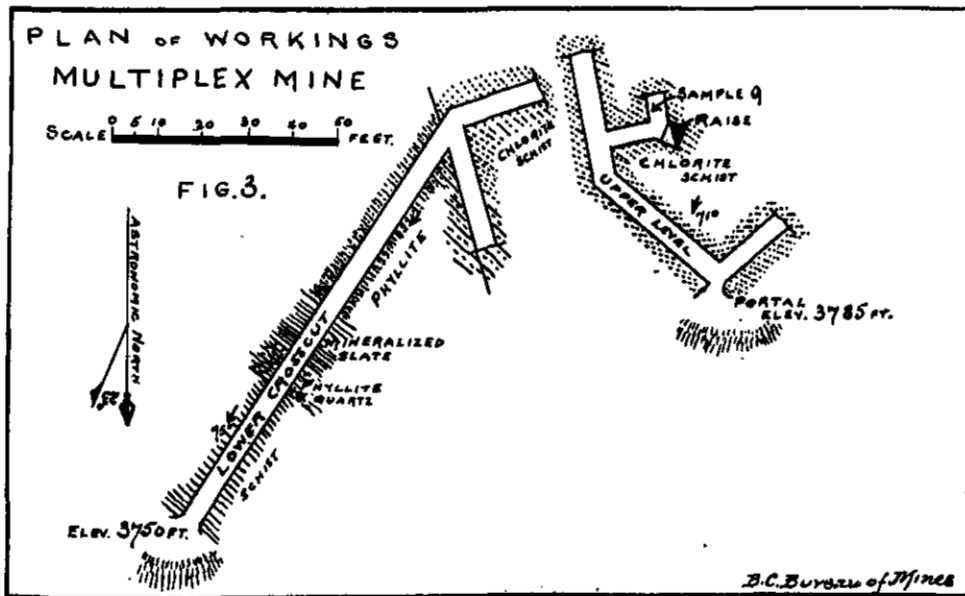 PLAN OF WORKINGS
MULTIPLEX MINE
0 5 10 20 30 40 50
SCALE FEET.
FIG.3.
ASTRONOMIC NORTH
CHLORITE
SCHIST
SAMPLE 9
RAISE
CHLORITE
SCHIST
UPPER LEVEL
PORTAL
ELEV. 3785 FT.
PHYLLITE
MINERALIZED
SLATE
PHYLLITE
QUARTZ
LOWER CROSSCUT
SCHIST
ELEV. 3750 FT.
B.C. Bureau of Mines